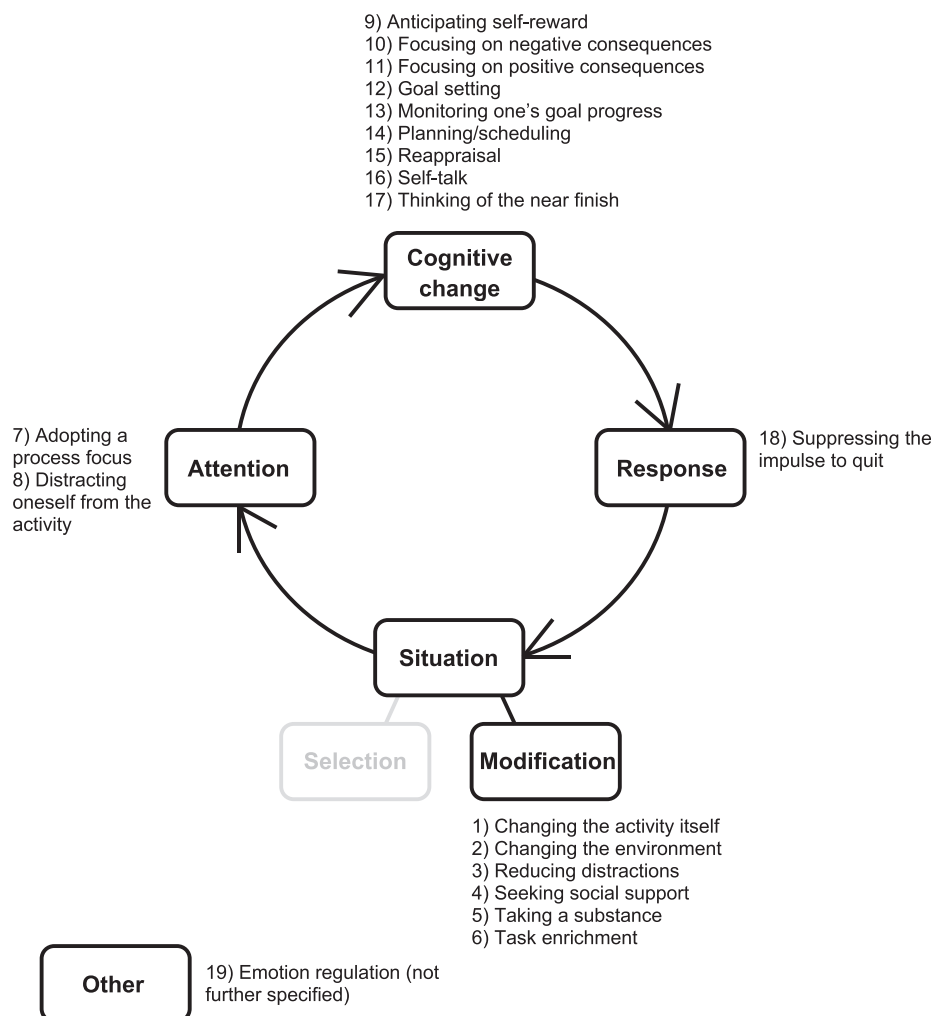 9) Anticipating self-reward
10) Focusing on negative consequences
11) Focusing on positive consequences
12) Goal setting
13) Monitoring one's goal progress
14) Planning/scheduling
15) Reappraisal
16) Self-talk
17) Thinking of the near finish
Cognitive
change
7) Adopting a
process focus
8) Distracting
oneself from the
activity
Attention
Response
18) Suppressing the
impulse to quit
Situation
Selection
Modification
1) Changing the activity itself
2) Changing the environment
3) Reducing distractions
4) Seeking social support
5) Taking a substance
6) Task enrichment
Other
19) Emotion regulation (not
further specified)